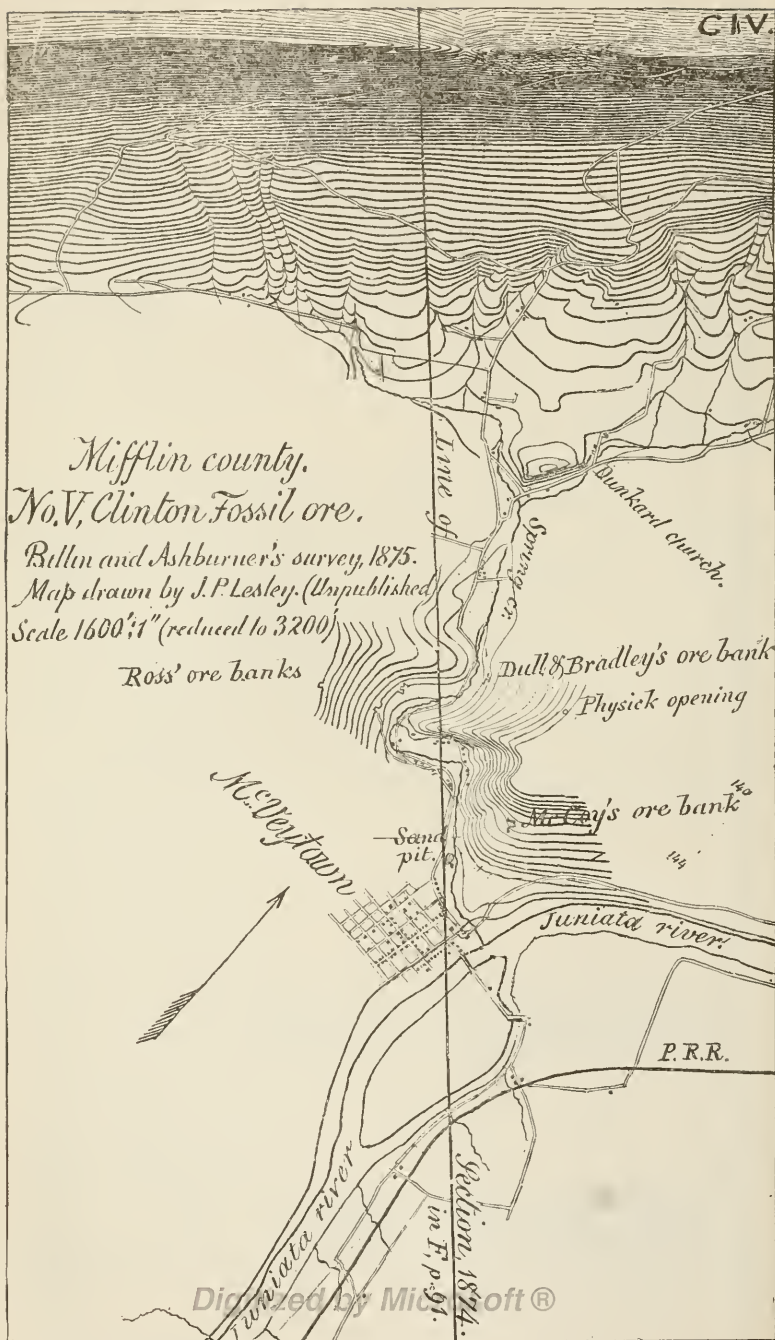 CIV.
Mifflin county.
No. V, Clinton Fossil ore.
Billin and Ashburner's survey, 1875.
Map drawn by J. P. Lesley. (Unpublished)
Scale 1600':1" (reduced to 3200')
Ross' ore banks
Line of
Spring Cr.
Dunkard church.
Dull & Bradley's ore bank
Physick opening
McCoy's ore bank
140
144
McVeytown
Sand
pit.
Juniata river.
P. R. R.
Juniata river
Section, 1874.
in F, p. 91.
Digitized by Microsoft ®